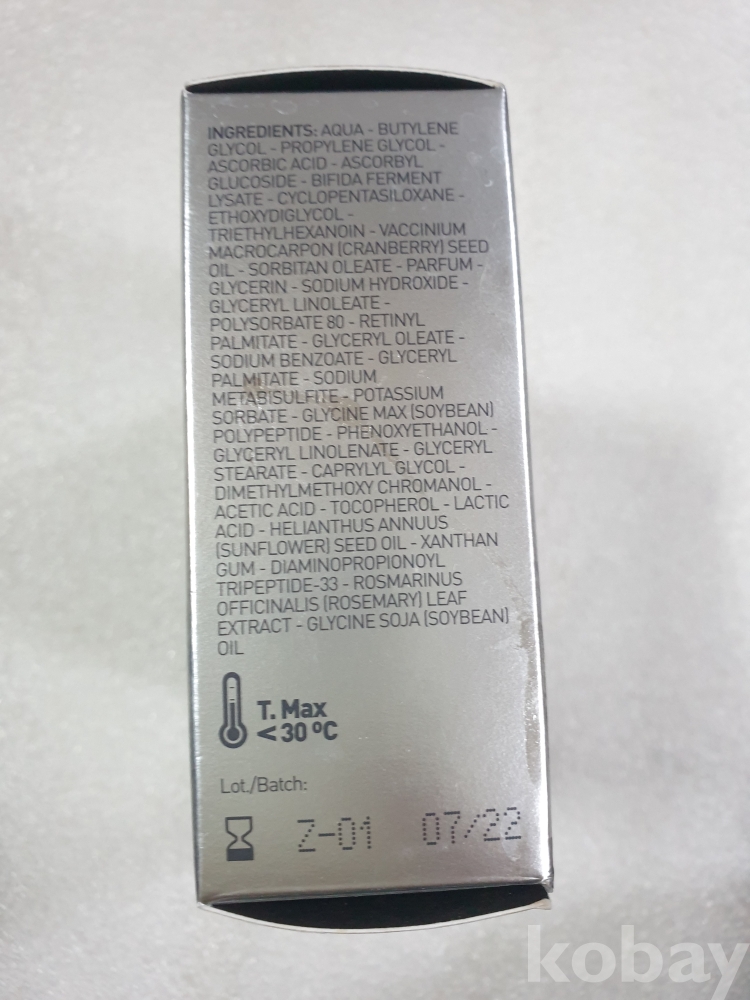 INGREDIENTS: AQUA - BUTYLENE
GLYCOL - PROPYLENE GLYCOL -
ASCORBIC ACID - ASCORBYL
GLUCOSIDE - BIFIDA FERMENT
LYSATE - CYCLOPENTASILOXANE -
ETHOXYDIGLYCOL -
TRIETHYLHEXANOIN - VACCINIUM
MACROCARPON (CRANBERRY) SEED
OIL - SORBITAN OLEATE - PARFUM -
GLYCERIN - SODIUM HYDROXIDE -
GLYCERYL LINOLEATE -
POLYSORBATE 80 - RETINYL
PALMITATE - GLYCERYL OLEATE -
SODIUM BENZOATE - GLYCERYL
PALMITATE - SODIUM
METABISULFITE - POTASSIUM
SORBATE - GLYCINE MAX (SOYBEAN)
POLYPEPTIDE - PHENOXYETHANOL -
GLYCERYL LINOLENATE - GLYCERYL
STEARATE - CAPRYLYL GLYCOL -
DIMETHYLMETHOXY CHROMANOL -
ACETIC ACID - TOCOPHEROL - LACTIC
ACID - HELIANTHUS ANNUUS
(SUNFLOWER) SEED OIL - XANTHAN
GUM - DIAMINOPROPIONOYL
TRIPEPTIDE-33 - ROSMARINUS
OFFICINALIS (ROSEMARY) LEAF
EXTRACT - GLYCINE SOJA (SOYBEAN)
OIL
T. Max
<30 ºC
Lot./Batch:
Z-01 07/22
kobay